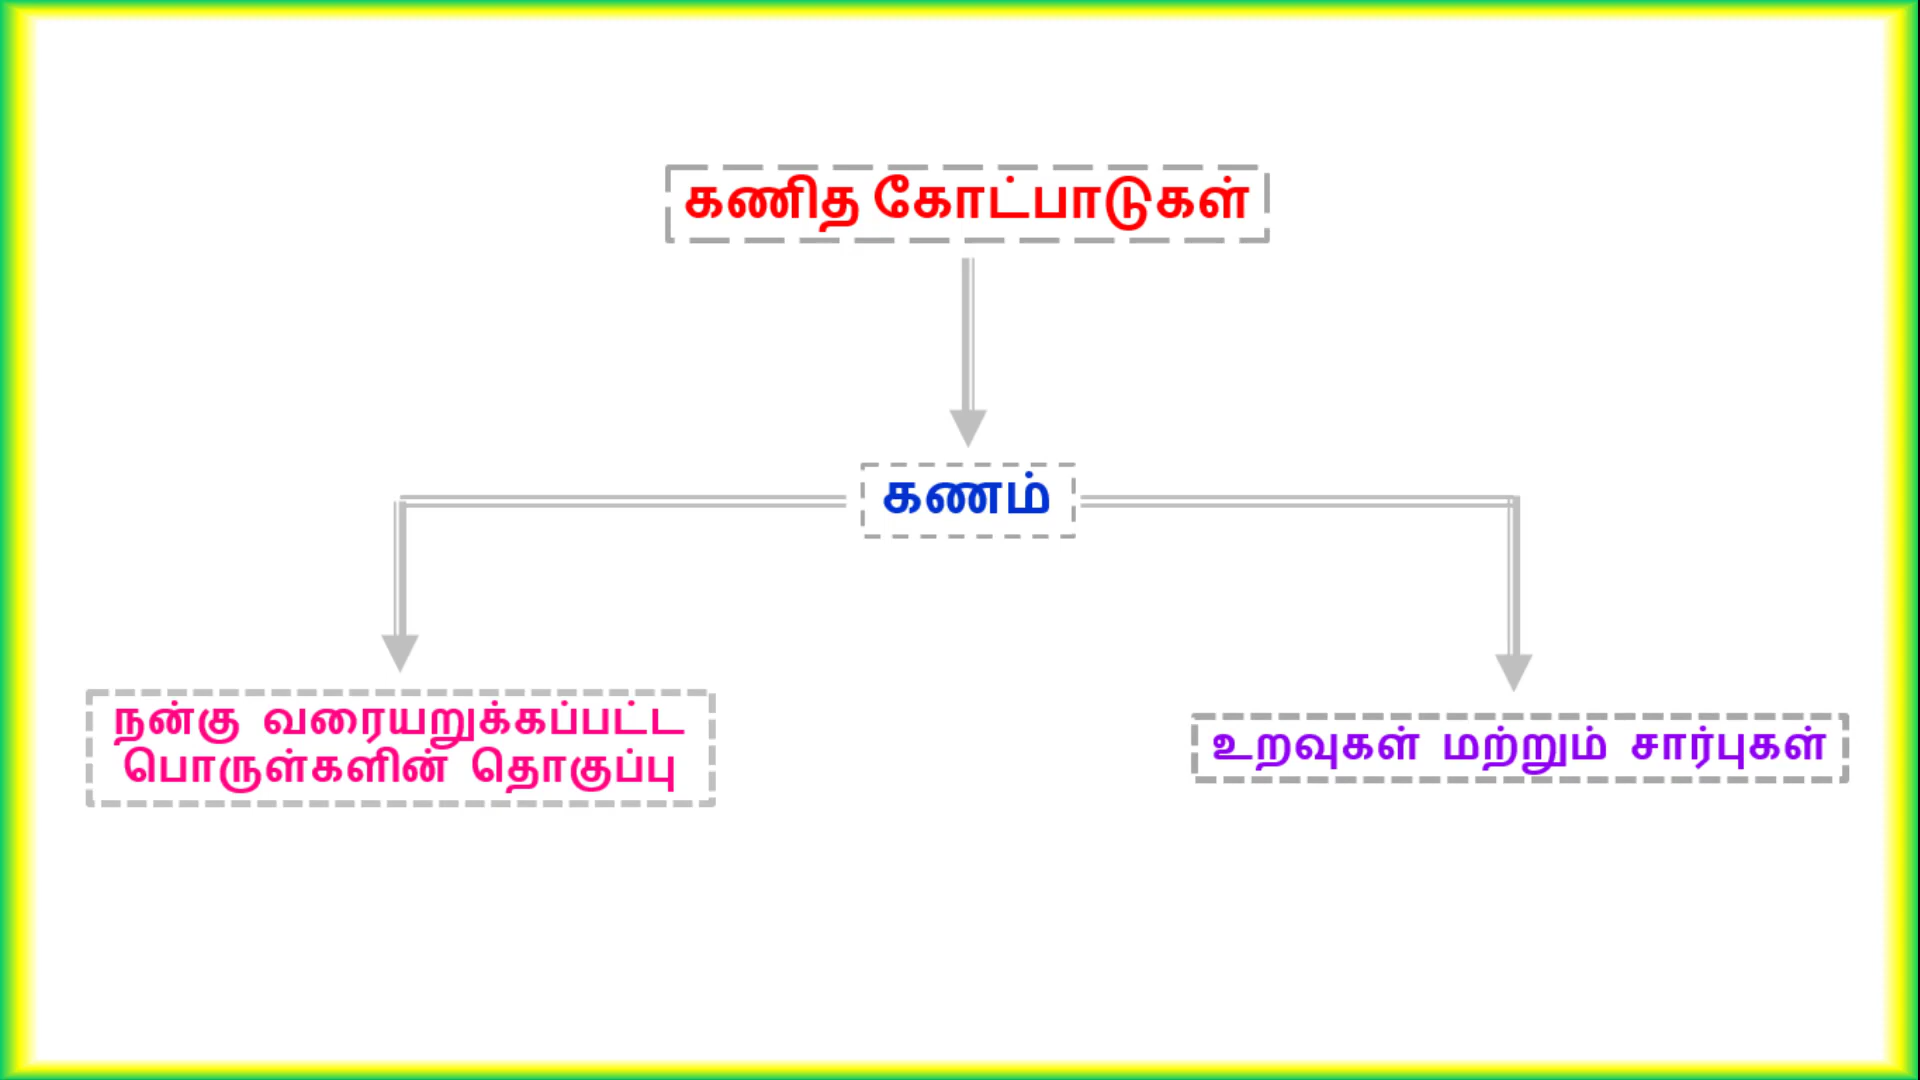 கணித கோட்பாடுகள்
கணம்
நன்கு வரையறுக்கப்பட்ட
பொருள்களின் தொகுப்பு
உறவுகள் மற்றும் சார்புகள்